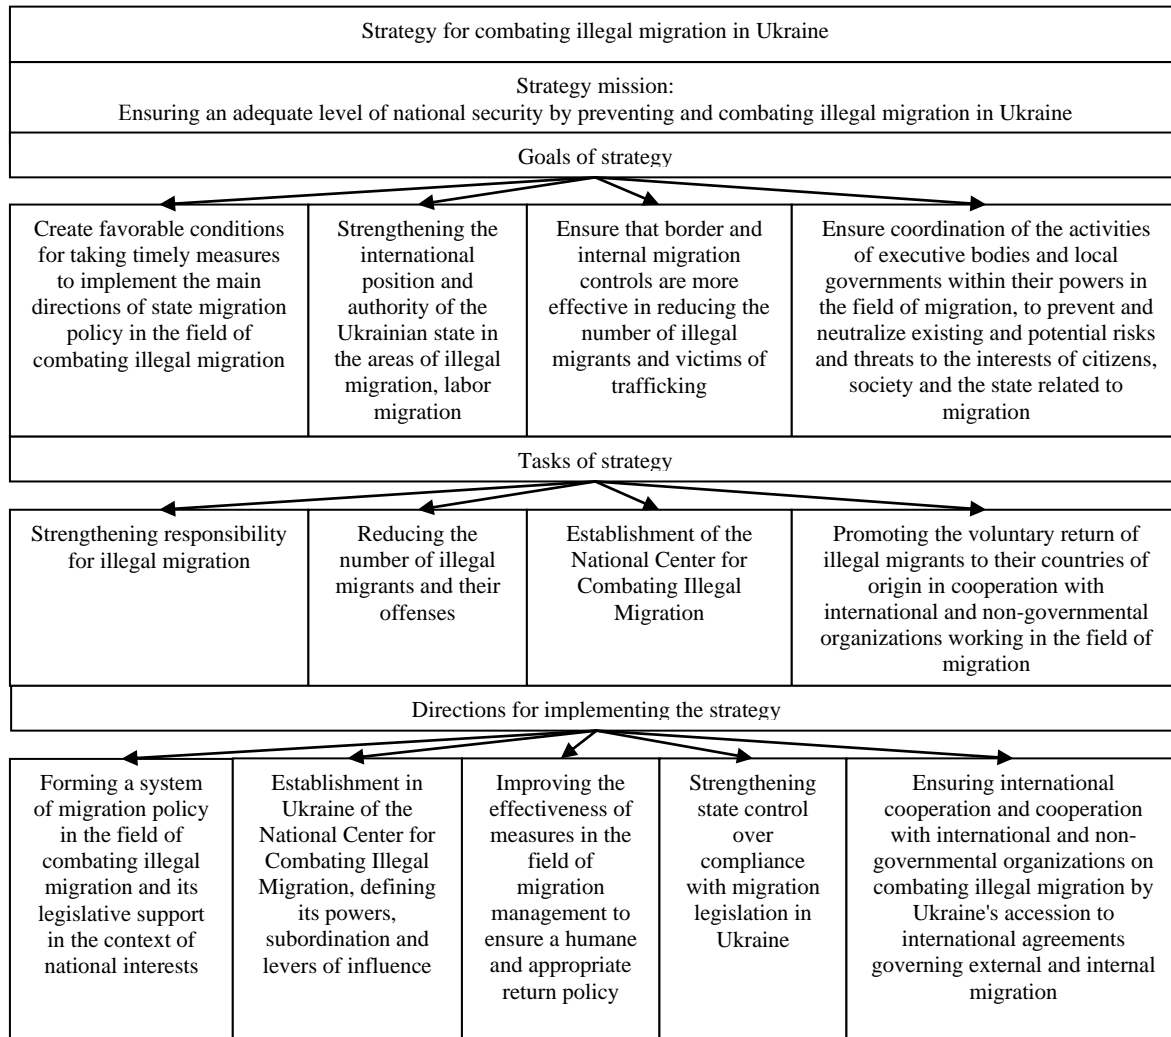 Strategy for combating illegal migration in Ukraine
Strategy mission:
Ensuring an adequate level of national security by preventing and combating illegal migration in Ukraine
Goals of strategy
Create favorable conditions
for taking timely measures
to implement the main
directions of state migration
policy in the field of
combating illegal migration
Strengthening the
international
position and
authority of the
Ukrainian state in
the areas of illegal
migration, labor
migration
Ensure that border and
internal migration
controls are more
effective in reducing the
number of illegal
migrants and victims of
trafficking
Ensure coordination of the activities
of executive bodies and local
governments within their powers in
the field of migration, to prevent and
neutralize existing and potential risks
and threats to the interests of citizens,
society and the state related to
migration
Tasks of strategy
Strengthening responsibility
for illegal migration
Reducing the
number of illegal
migrants and their
offenses
Establishment of the
National Center for
Combating Illegal
Migration
Promoting the voluntary return of
illegal migrants to their countries of
origin in cooperation with
international and non-governmental
organizations working in the field of
migration
Directions for implementing the strategy
Forming a system
of migration policy
in the field of
combating illegal
migration and its
legislative support
in the context of
national interests
Establishment in
Ukraine of the
National Center for
Combating Illegal
Migration, defining
its powers,
subordination and
levers of influence
Improving the
effectiveness of
measures in the
field of
migration
management to
ensure a humane
and appropriate
return policy
Strengthening
state control
over
compliance
with migration
legislation in
Ukraine
Ensuring international
cooperation and cooperation
with international and non-
governmental organizations on
combating illegal migration by
Ukraine's accession to
international agreements
governing external and internal
migration